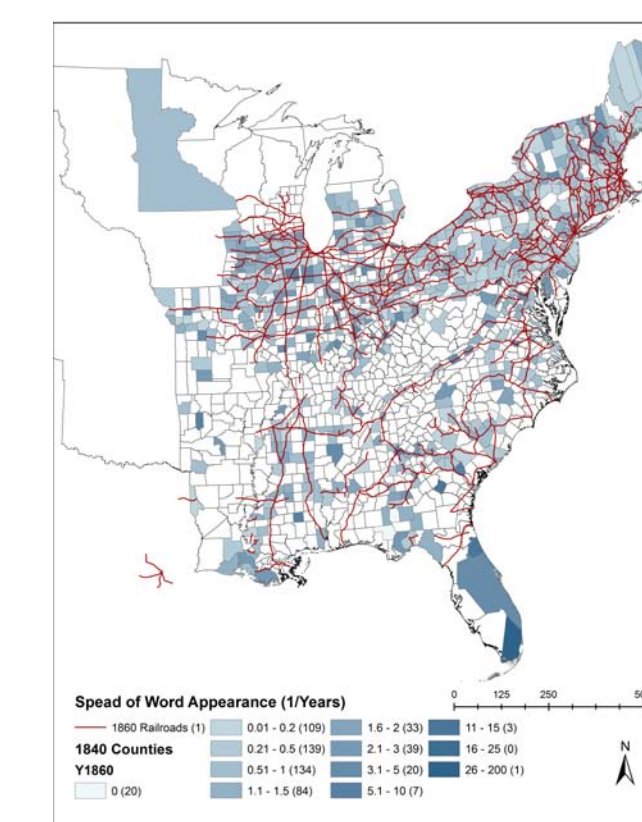 Spead of Word Appearance (1/Years)
1860 Railroads (1)
1840 Counties
Y1860
0 (20)
0.01 - 0.2 (109)
0.21 - 0.5 (139)
0.51 - 1 (134)
1.1 - 1.5 (84)
1.6 - 2 (33)
2.1 - 3 (39)
3.1 - 5 (20)
5.1 - 10 (7)
11 - 15 (3)
16 - 25 (0)
26 - 200 (1)
0 125 250
N